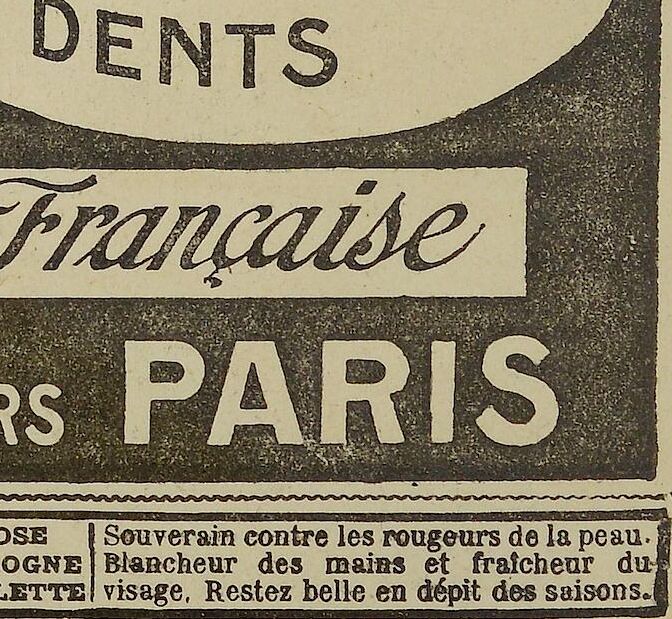 DENTS
Française
RS PARIS
OSE
OGNE
LETTE
Souverain contre les rougeurs de la peau.
Blancheur des mains et fraîcheur du
visage. Restez belle en dépit des saisons.